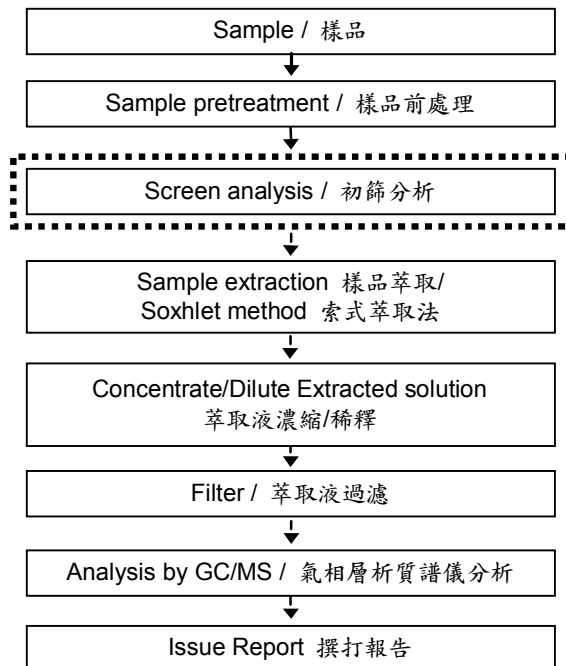 Sample / 樣品
Sample pretreatment / 樣品前處理
Screen analysis / 初篩分析
Sample extraction 樣品萃取/
Soxhlet method 索式萃取法
Concentrate/Dilute Extracted solution
萃取液濃縮/稀釋
Filter / 萃取液過濾
Analysis by GC/MS / 氣相層析質譜儀分析
Issue Report 撰打報告